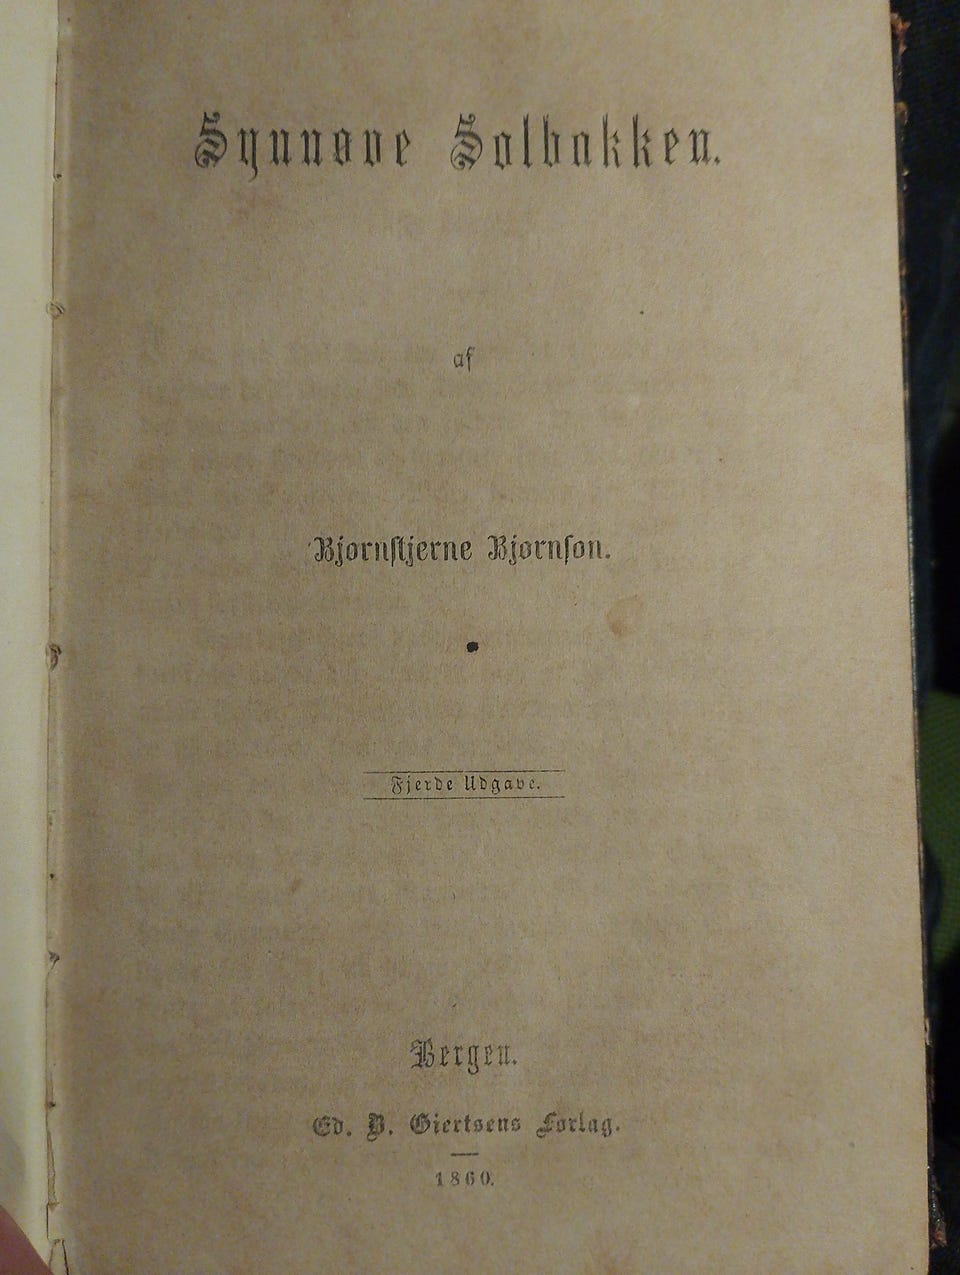 Synnøve Solbakken.
af
Bjørnstjerne Bjørnson.
Fjerde Udgave.
Bergen.
Ed. B. Giertsens Forlag.
1860.